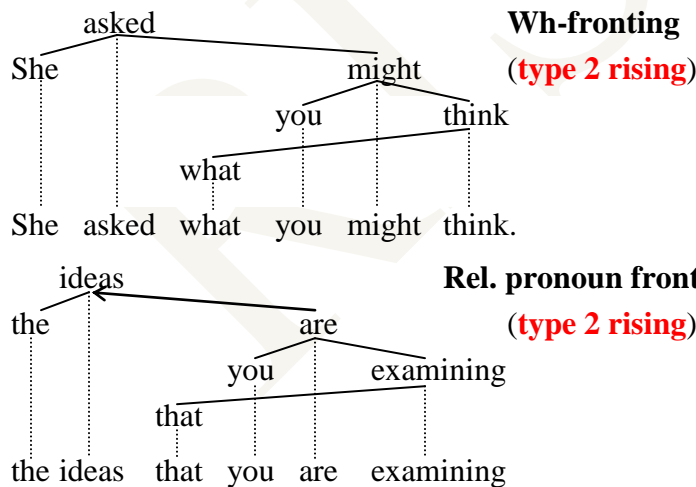 asked Wh-fronting
She might (type 2 rising)
you think
what
She asked what you might think.
ideas Rel. pronoun front
the are (type 2 rising)
you examining
that
the ideas that you are examining